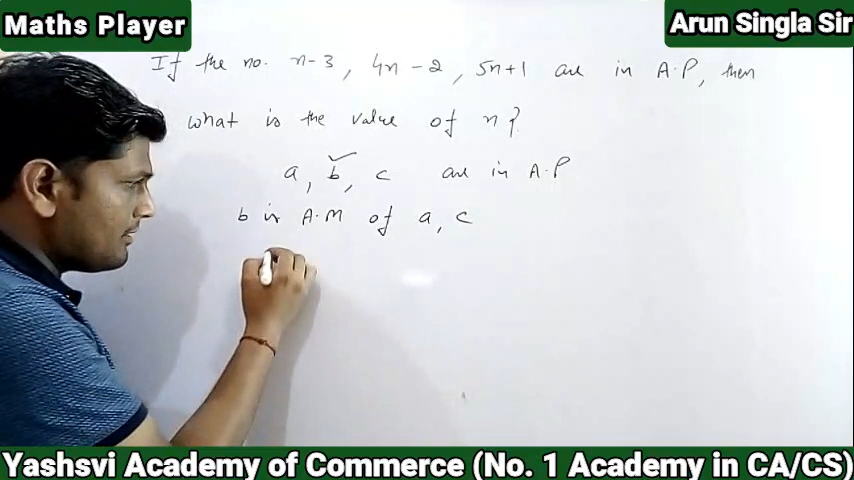 Maths Player
Arun Singla Sir
If the no. n-3, 4n-2, 5n+1 are in A.P, then
what is the value of n?
a, b, c are in A.P
b is A.M of a, c
Yashsvi Academy of Commerce (No. 1 Academy in CA/CS)